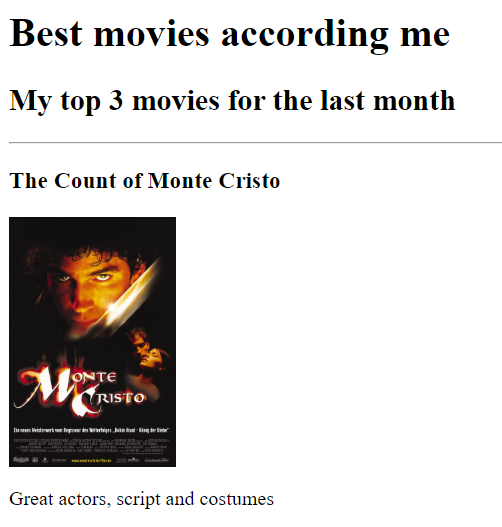 Best movies according me
My top 3 movies for the last month
The Count of Monte Cristo
MONTE
CRISTO
Ein neues Meisterwerk vom Regisseur des Welterfolges „Robin Hood - König der Diebe"
Great actors, script and costumes